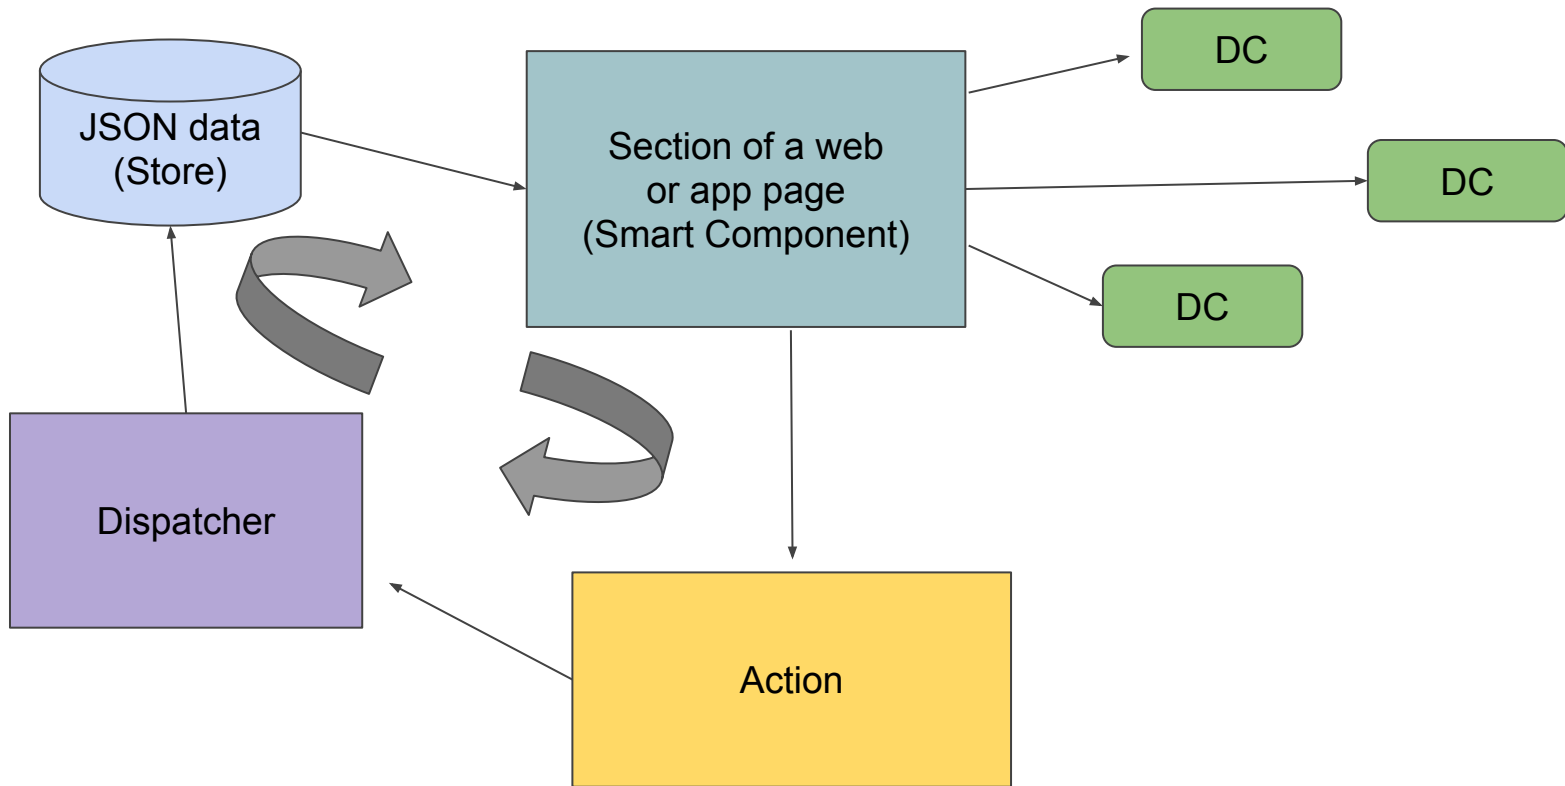 JSON data
(Store)
Section of a web
or app page
(Smart Component)
DC
DC
DC
Dispatcher
Action